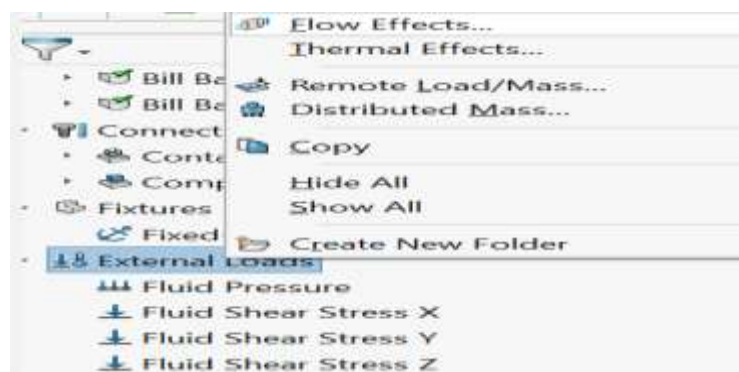 Flow Effects...
Thermal Effects...
Bill Ba
Remote Load/Mass...
Bill Ba
Distributed Mass...
Connect
Conta
Copy
Comp
Hide All
Fixtures
Show All
Fixed
Create New Folder
External Loads
Fluid Pressure
Fluid Shear Stress X
Fluid Shear Stress Y
Fluid Shear Stress Z